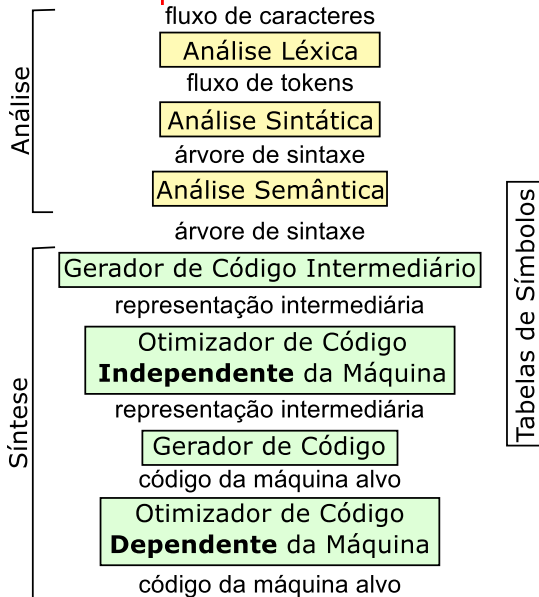 fluxo de caracteres
Análise Léxica
fluxo de tokens
Análise Sintática
árvore de sintaxe
Análise Semântica
árvore de sintaxe
Gerador de Código Intermediário
representação intermediária
Otimizador de Código
Independente da Máquina
representação intermediária
Gerador de Código
código da máquina alvo
Otimizador de Código
Dependente da Máquina
código da máquina alvo
Análise
Síntese
Tabelas de Símbolos